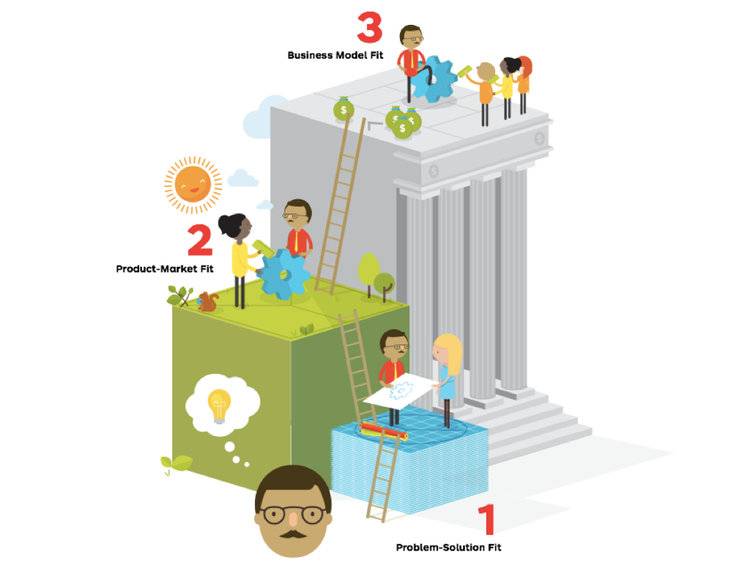 3
Business Model Fit
$
$
$
$
2
Product-Market Fit
1
Problem-Solution Fit